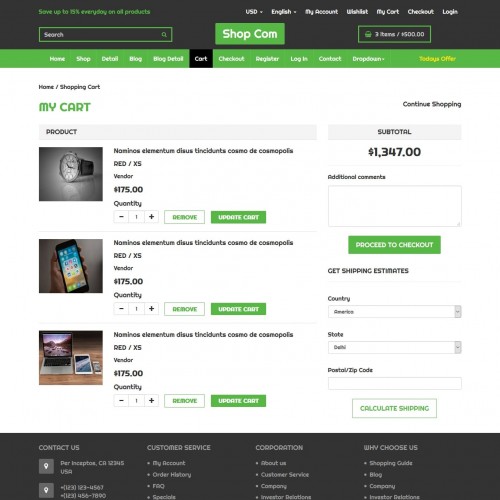 Save up to 15% everyday on all products
USD English My Account Wishlist My Cart Checkout Login
Search
Shop Com
3 items / $500.00
Home Shop Detail Blog Blog Detail Cart Checkout Register Log In Contact Dropdown Todays Offer
Home / Shopping Cart
MY CART
Continue Shopping
PRODUCT
Naminos elementum disus tincidunts cosmo de cosmopolis
RED / XS
Vendor
$175.00
Quantity
- 1 + REMOVE UPDATE CART
Naminos elementum disus tincidunts cosmo de cosmopolis
RED / XS
Vendor
$175.00
Quantity
- 1 + REMOVE UPDATE CART
Naminos elementum disus tincidunts cosmo de cosmopolis
RED / XS
Vendor
$175.00
Quantity
- 1 + REMOVE UPDATE CART
SUBTOTAL
$1,347.00
Additional comments
PROCEED TO CHECKOUT
GET SHIPPING ESTIMATES
Country
America
State
Delhi
Postal/Zip Code
CALCULATE SHIPPING
CONTACT US
Per Inceptos, CA 12345
USA
+(123) 123-4567
+(123) 456-7890
CUSTOMER SERVICE
My Account
Order History
FAQ
Specials
CORPORATION
About us
Customer Service
Company
Investor Relations
WHY CHOOSE US
Shopping Guide
Blog
Company
Investor Relations